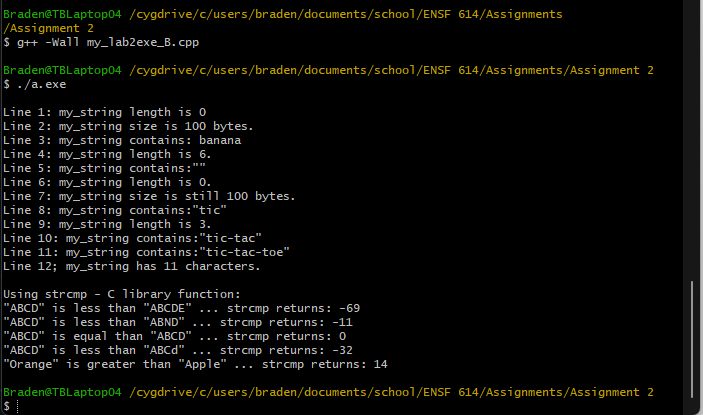 Braden@TBLaptop04 /cygdrive/c/users/braden/documents/school/ENSF 614/Assignments
/Assignment 2
$ g++ -Wall my_lab2exe_B.cpp
Braden@TBLaptop04 /cygdrive/c/users/braden/documents/school/ENSF 614/Assignments/Assignment 2
$ ./a.exe
Line 1: my_string length is 0
Line 2: my_string size is 100 bytes.
Line 3: my_string contains: banana
Line 4: my_string length is 6.
Line 5: my_string contains:""
Line 6: my_string length is 0.
Line 7: my_string size is still 100 bytes.
Line 8: my_string contains:"tic"
Line 9: my_string length is 3.
Line 10: my_string contains:"tic-tac"
Line 11: my_string contains:"tic-tac-toe"
Line 12; my_string has 11 characters.
Using strcmp - C library function:
"ABCD" is less than "ABCDE" ... strcmp returns: -69
"ABCD" is less than "ABND" ... strcmp returns: -11
"ABCD" is equal than "ABCD" ... strcmp returns: 0
"ABCD" is less than "ABCd" ... strcmp returns: -32
"Orange" is greater than "Apple" ... strcmp returns: 14
Braden@TBLaptop04 /cygdrive/c/users/braden/documents/school/ENSF 614/Assignments/Assignment 2
$